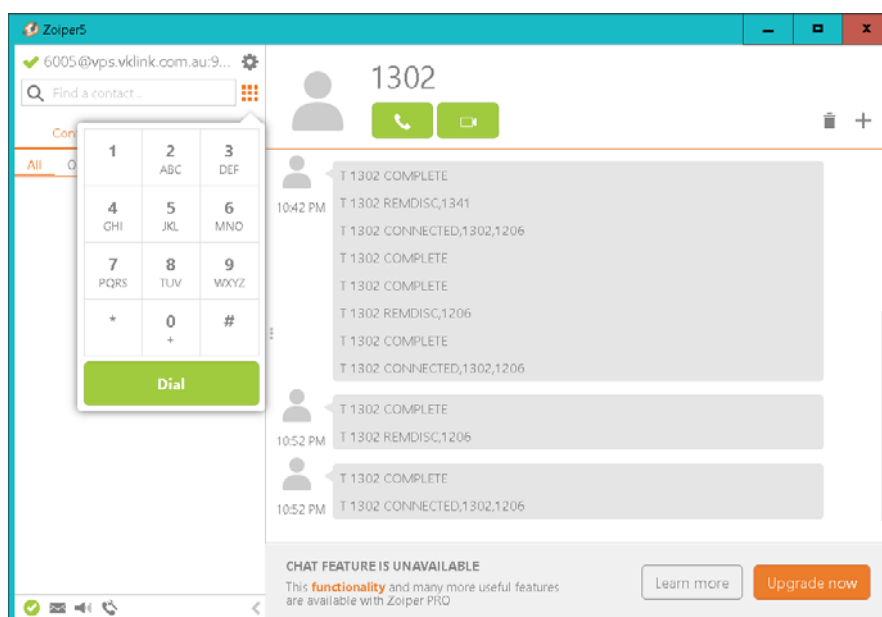 Zoiper5
6005@vps.vklink.com.au:9...
Find a contact..
Con
All O
1 2 3
ABC DEF
4 5 6
GHI JKL MNO
7 8 9
PQRS TUV WXYZ
* 0 #
+
Dial
1302
T 1302 COMPLETE
10:42 PM T 1302 REMDISC,1341
T 1302 CONNECTED,1302,1206
T 1302 COMPLETE
T 1302 COMPLETE
T 1302 REMDISC,1206
T 1302 COMPLETE
T 1302 CONNECTED,1302,1206
T 1302 COMPLETE
10:52 PM T 1302 REMDISC,1206
T 1302 COMPLETE
10:52 PM T 1302 CONNECTED,1302,1206
CHAT FEATURE IS UNAVAILABLE
This functionality and many more useful features
are available with Zoiper PRO
Learn more
Upgrade now